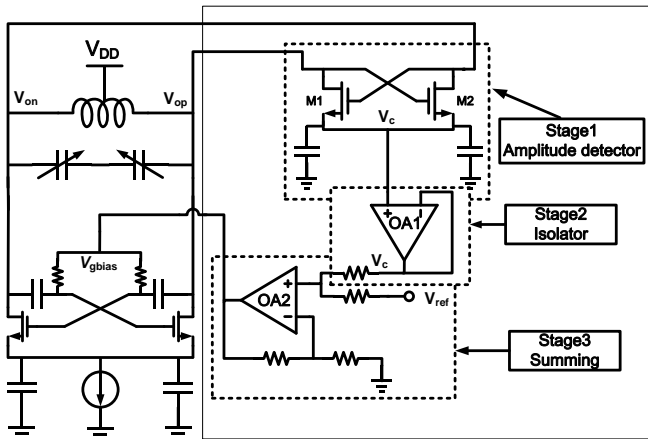 V_DD
V_on
V_op
M1
M2
V_c
Stage1
Amplitude detector
+
−
OA1
Stage2
Isolator
V_gbias
V_c
OA2
+
−
V_ref
Stage3
Summing